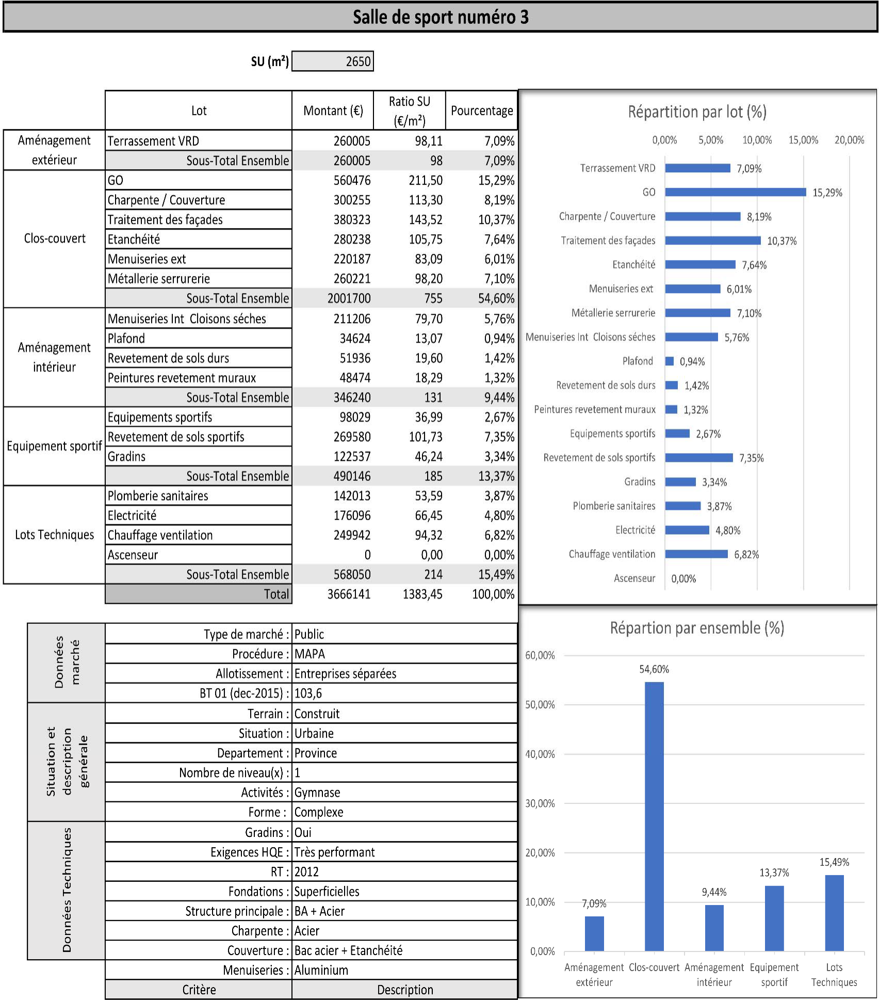 Salle de sport numéro 3
SU (m²) 2650
Lot Montant (€) Ratio SU (€/m²) Pourcentage
Aménagement extérieur
Terrassement VRD 260005 98,11 7,09%
Sous-Total Ensemble 260005 98 7,09%
Clos-couvert
GO 560476 211,50 15,29%
Charpente / Couverture 300255 113,30 8,19%
Traitement des façades 380323 143,52 10,37%
Etanchéité 280238 105,75 7,64%
Menuiseries ext 220187 83,09 6,01%
Métallerie serrurerie 260221 98,20 7,10%
Sous-Total Ensemble 2001700 755 54,60%
Aménagement intérieur
Menuiseries Int  Cloisons séches 211206 79,70 5,76%
Plafond 34624 13,07 0,94%
Revetement de sols durs 51936 19,60 1,42%
Peintures revetement muraux 48474 18,29 1,32%
Sous-Total Ensemble 346240 131 9,44%
Equipement sportif
Equipements sportifs 98029 36,99 2,67%
Revetement de sols sportifs 269580 101,73 7,35%
Gradins 122537 46,24 3,34%
Sous-Total Ensemble 490146 185 13,37%
Lots Techniques
Plomberie sanitaires 142013 53,59 3,87%
Electricité 176096 66,45 4,80%
Chauffage ventilation 249942 94,32 6,82%
Ascenseur 0 0,00 0,00%
Sous-Total Ensemble 568050 214 15,49%
Total 3666141 1383,45 100,00%
Répartition par lot (%)
0,00% 5,00% 10,00% 15,00% 20,00%
Terrassement VRD 7,09%
GO 15,29%
Charpente / Couverture 8,19%
Traitement des façades 10,37%
Etanchéité 7,64%
Menuiseries ext 6,01%
Métallerie serrurerie 7,10%
Menuiseries Int  Cloisons séches 5,76%
Plafond 0,94%
Revetement de sols durs 1,42%
Peintures revetement muraux 1,32%
Equipements sportifs 2,67%
Revetement de sols sportifs 7,35%
Gradins 3,34%
Plomberie sanitaires 3,87%
Electricité 4,80%
Chauffage ventilation 6,82%
Ascenseur 0,00%
Données marché
Type de marché : Public
Procédure : MAPA
Allotissement : Entreprises séparées
BT 01 (dec-2015) : 103,6
Situation et description générale
Terrain : Construit
Situation : Urbaine
Departement : Province
Nombre de niveau(x) : 1
Activités : Gymnase
Forme : Complexe
Données Techniques
Gradins : Oui
Exigences HQE : Très performant
RT : 2012
Fondations : Superficielles
Structure principale : BA + Acier
Charpente : Acier
Couverture : Bac acier + Etanchéité
Menuiseries : Aluminium
Critère Description
Répartion par ensemble (%)
60,00%
50,00%
40,00%
30,00%
20,00%
10,00%
0,00%
7,09% 54,60% 9,44% 13,37% 15,49%
Aménagement Clos-couvert Aménagement Equipement Lots
extérieur intérieur sportif Techniques